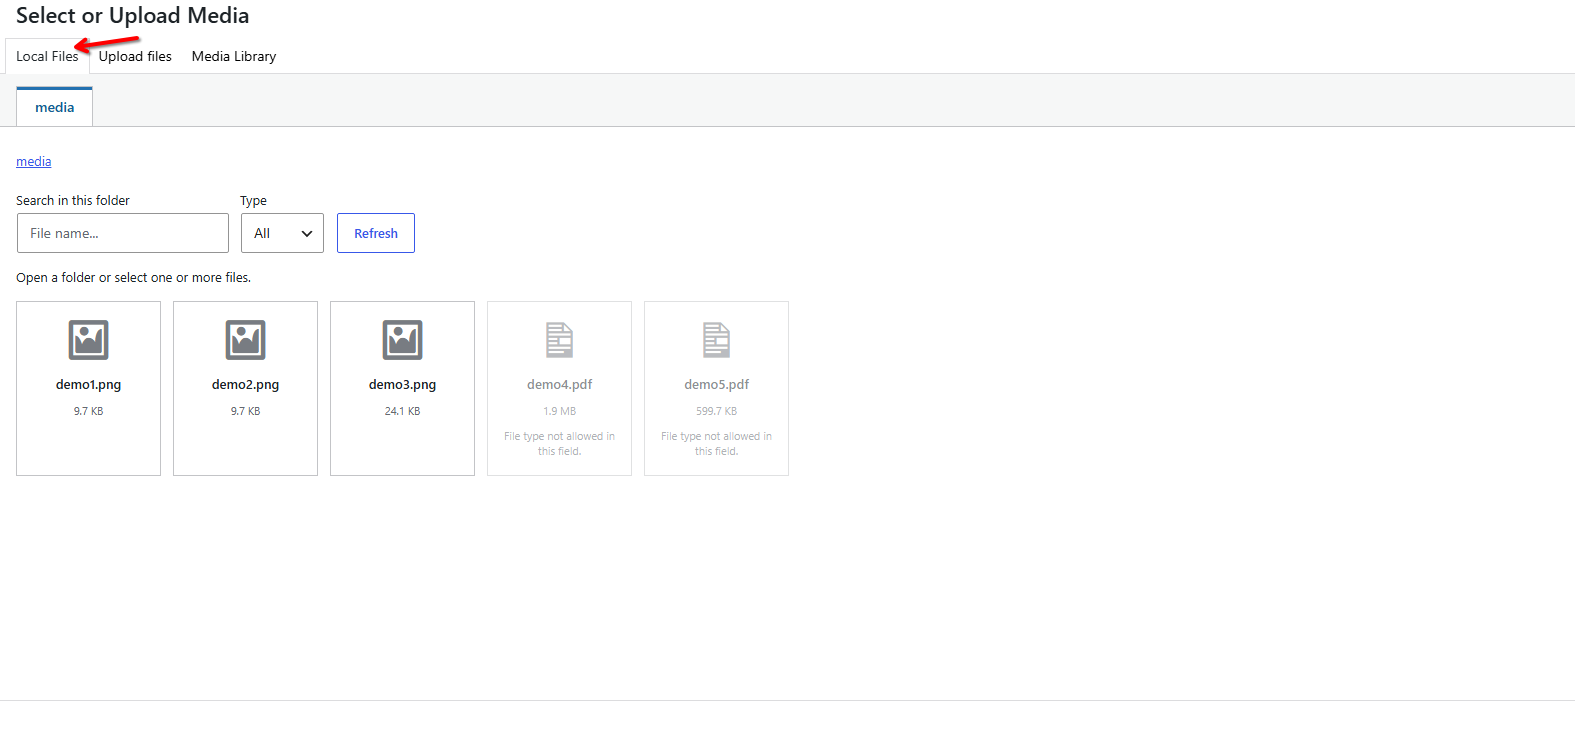 Select or Upload Media
Local Files Upload files Media Library
media
media
Search in this folder Type
File name... All Refresh
Open a folder or select one or more files.
demo1.png demo2.png demo3.png demo4.pdf demo5.pdf
9.7 KB 9.7 KB 24.1 KB 1.9 MB 599.7 KB
File type not allowed in File type not allowed in
this field. this field.